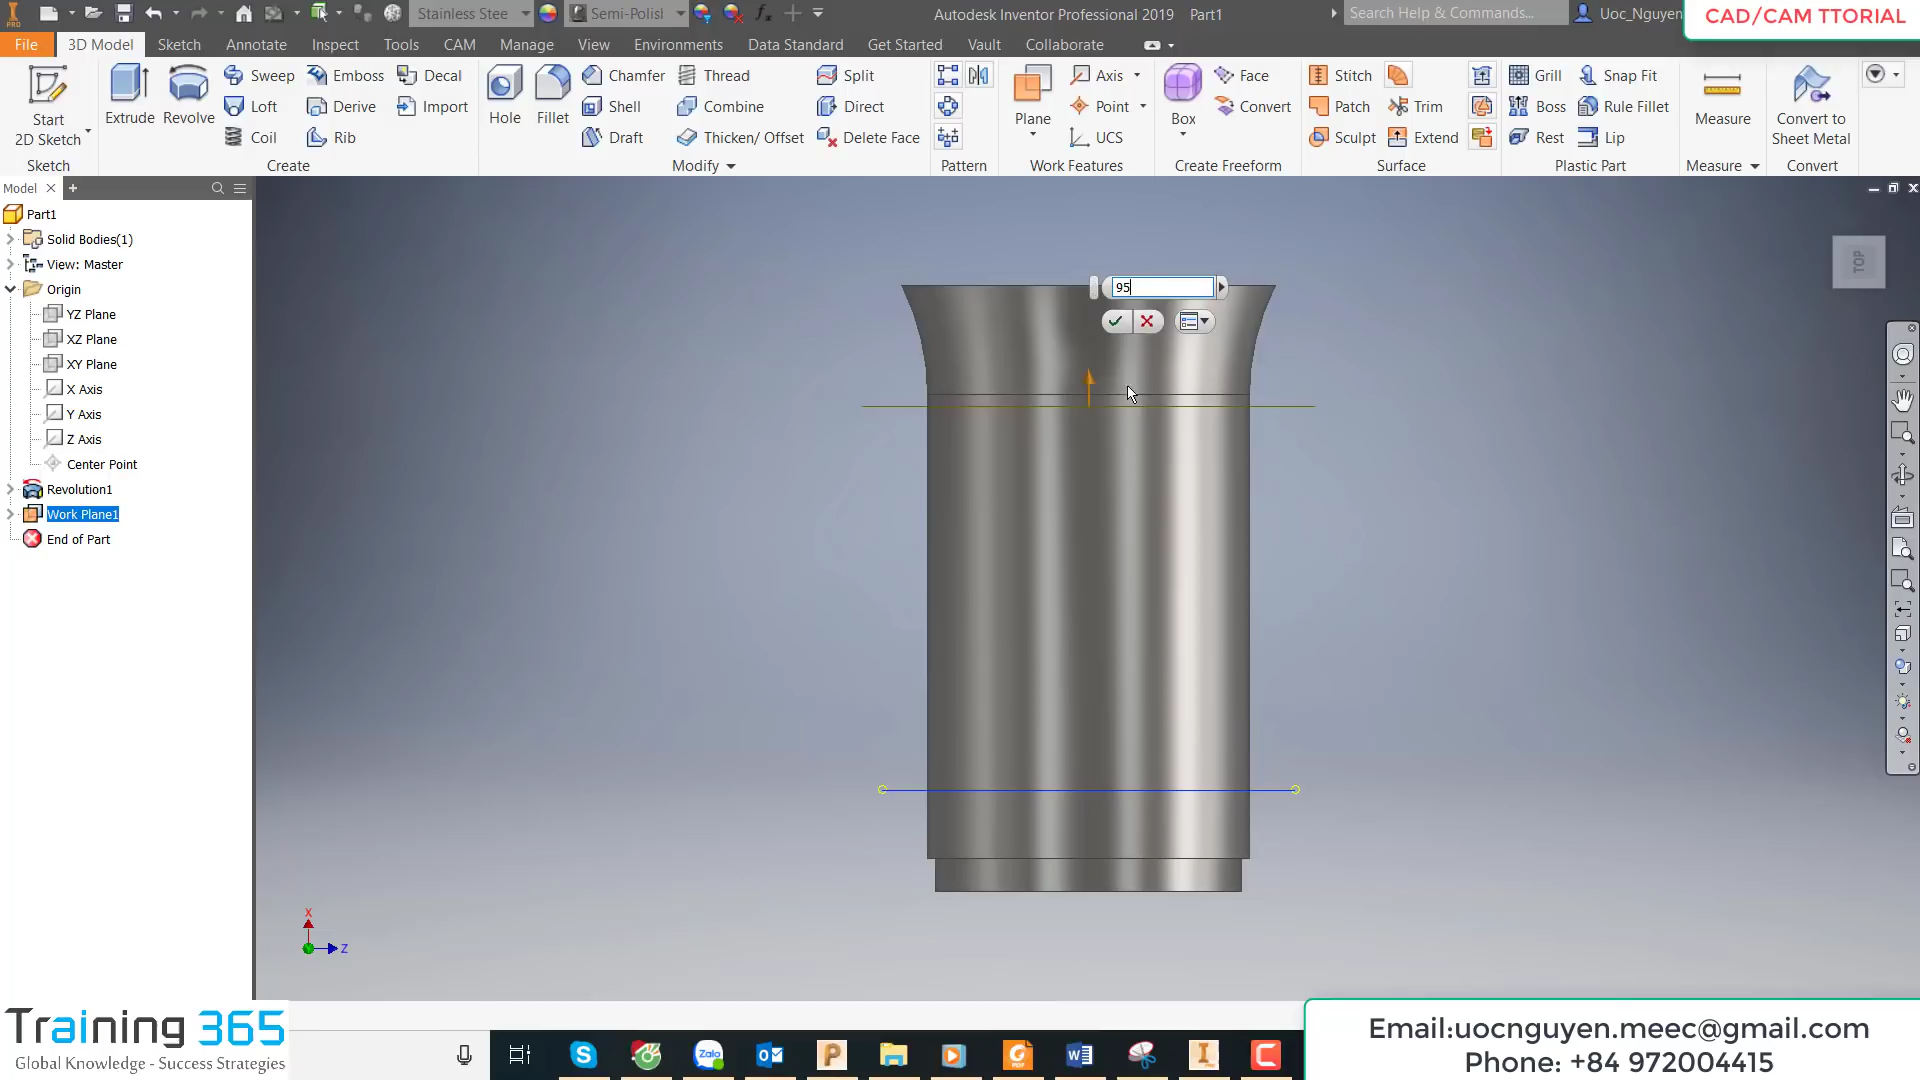 Stainless Stee
Semi-Polish
Autodesk Inventor Professional 2019 Part1
Search Help & Commands...
Uoc_Nguyen
CAD/CAM TTORIAL
File
3D Model
Sketch
Annotate
Inspect
Tools
CAM
Manage
View
Environments
Data Standard
Get Started
Vault
Collaborate
Start
2D Sketch
Sketch
Extrude
Revolve
Sweep
Emboss
Decal
Loft
Derive
Import
Coil
Rib
Create
Hole
Fillet
Chamfer
Thread
Split
Shell
Combine
Direct
Draft
Thicken/ Offset
Delete Face
Modify
Pattern
Plane
Axis
Point
UCS
Work Features
Box
Face
Convert
Create Freeform
Stitch
Patch
Trim
Sculpt
Extend
Surface
Grill
Snap Fit
Boss
Rule Fillet
Rest
Lip
Plastic Part
Measure
Measure
Convert to
Sheet Metal
Convert
Model
Part1
Solid Bodies(1)
View: Master
Origin
YZ Plane
XZ Plane
XY Plane
X Axis
Y Axis
Z Axis
Center Point
Revolution1
Work Plane1
End of Part
95
TOP
X
Z
Training 365
Global Knowledge - Success Strategies
Zalo
Email:uocnguyen.meec@gmail.com
Phone: +84 972004415